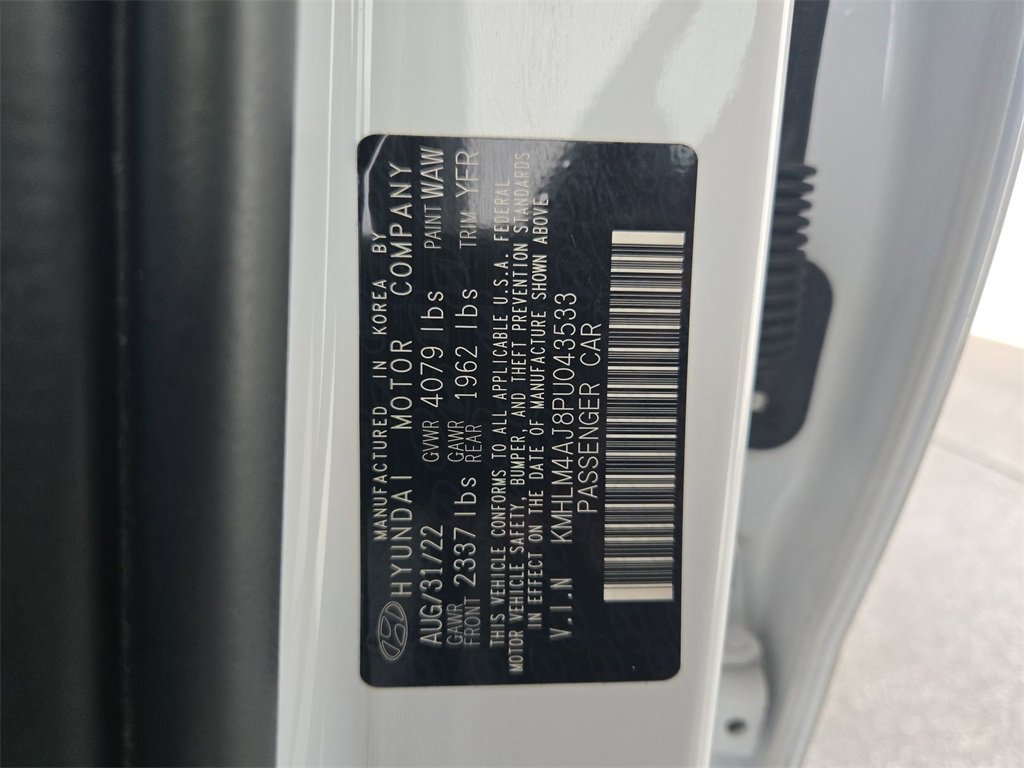 MANUFACTURED IN KOREA BY
HYUNDAI MOTOR COMPANY
AUG/31/22 GVWR 4079 lbs PAINT WAW
GAWR FRONT 2337 lbs GAWR REAR 1962 lbs TRIM YFR
THIS VEHICLE CONFORMS TO ALL APPLICABLE U.S.A. FEDERAL
MOTOR VEHICLE SAFETY, BUMPER, AND THEFT PREVENTION STANDARDS
IN EFFECT ON THE DATE OF MANUFACTURE SHOWN ABOVE
V.I.N KMHLM4AJ8PU043533
PASSENGER CAR